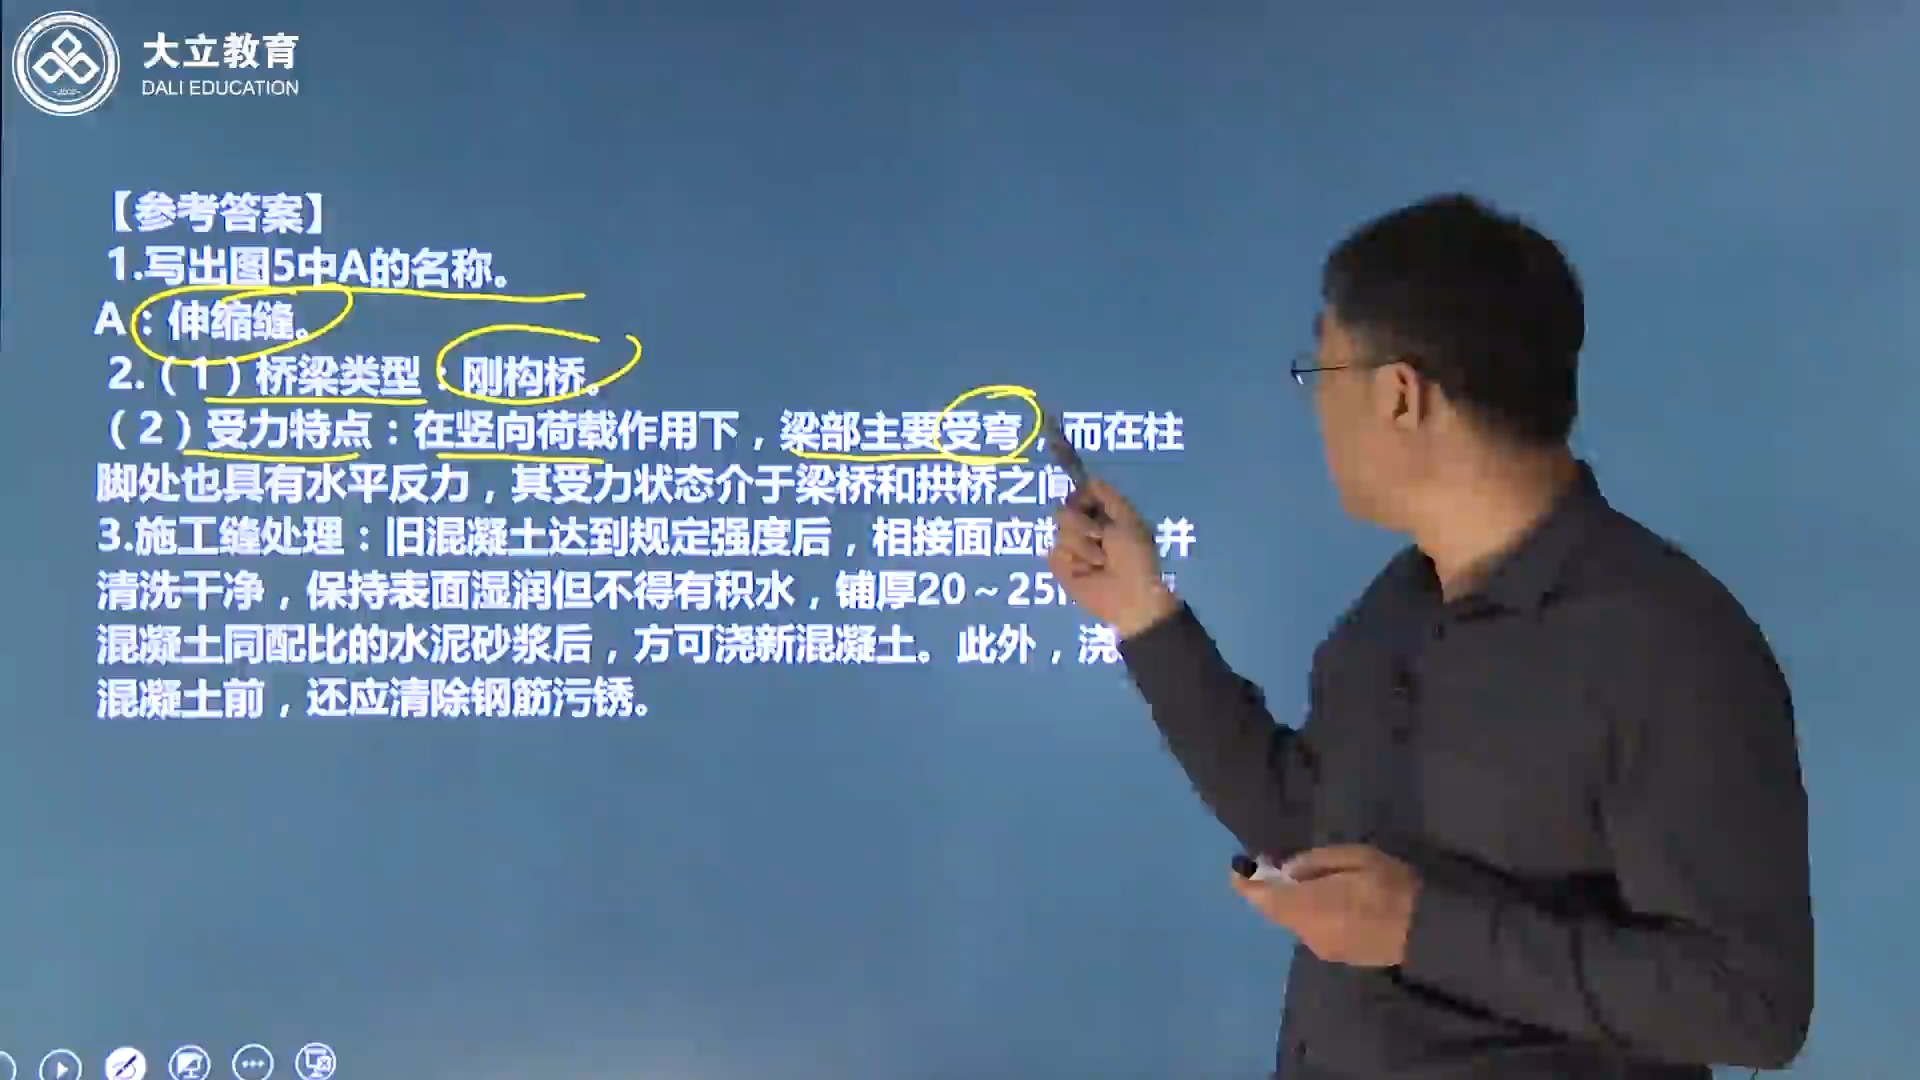 大立教育
DALI EDUCATION
【参考答案】
1.写出图5中A的名称。
A：伸缩缝。
2.（1）桥梁类型：刚构桥。
（2）受力特点：在竖向荷载作用下，梁部主要受弯，而在柱
脚处也具有水平反力，其受力状态介于梁桥和拱桥之间
3.施工缝处理：旧混凝土达到规定强度后，相接面应 并
清洗干净，保持表面湿润但不得有积水，铺厚20～25
混凝土同配比的水泥砂浆后，方可浇新混凝土。此外，浇
混凝土前，还应清除钢筋污锈。